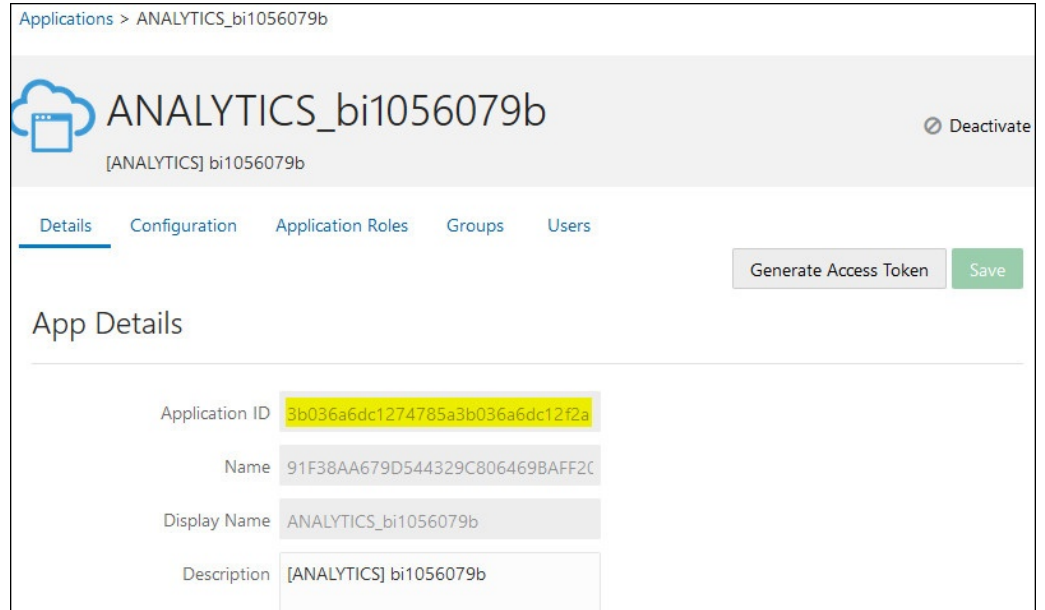 Applications > ANALYTICS_bi1056079b
ANALYTICS_bi1056079b
Deactivate
[ANALYTICS] bi1056079b
Details Configuration Application Roles Groups Users
Generate Access Token Save
App Details
Application ID 3b036a6dc1274785a3b036a6dc12f2a
Name 91F38AA679D544329C806469BAFF20
Display Name ANALYTICS_bi1056079b
Description [ANALYTICS] bi1056079b